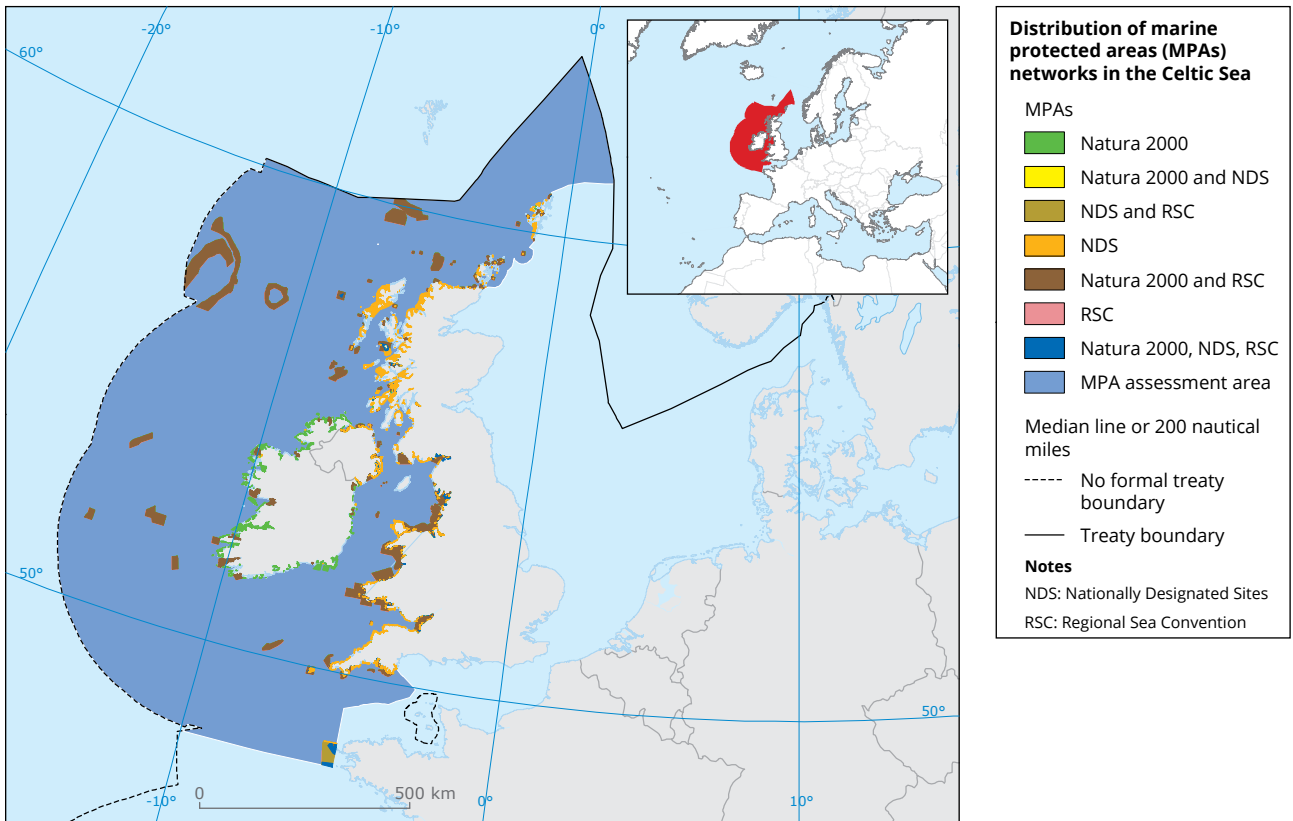 -20°
-10°
0°
60°
50°
50°
-10°
0°
10°
0
500 km
Distribution of marine
protected areas (MPAs)
networks in the Celtic Sea
MPAs
Natura 2000
Natura 2000 and NDS
NDS and RSC
NDS
Natura 2000 and RSC
RSC
Natura 2000, NDS, RSC
MPA assessment area
Median line or 200 nautical
miles
No formal treaty
boundary
Treaty boundary
Notes
NDS: Nationally Designated Sites
RSC: Regional Sea Convention